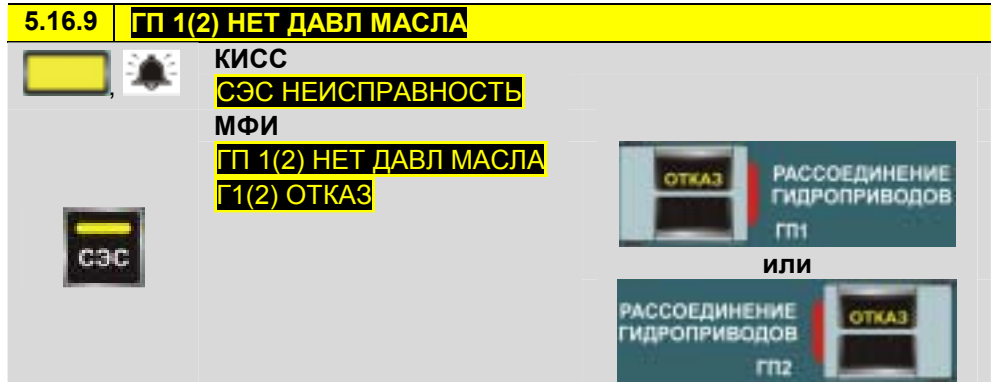 5.16.9 ГП 1(2) НЕТ ДАВЛ МАСЛА
КИСС
СЭС НЕИСПРАВНОСТЬ
МФИ
ГП 1(2) НЕТ ДАВЛ МАСЛА
Г1(2) ОТКАЗ
СЭС
ОТКАЗ
РАССОЕДИНЕНИЕ
ГИДРОПРИВОДОВ
ГП1
или
РАССОЕДИНЕНИЕ
ГИДРОПРИВОДОВ
ГП2
ОТКАЗ